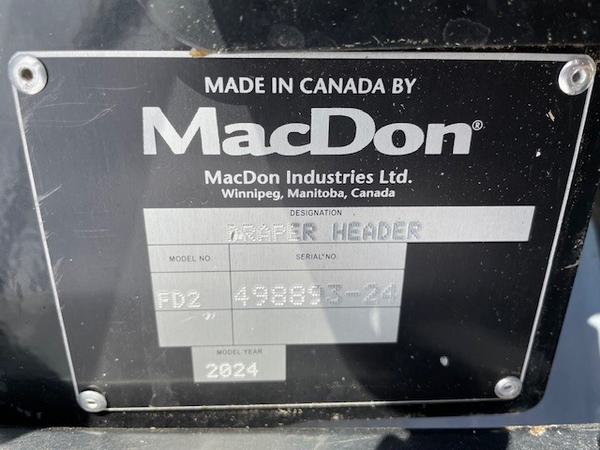 MADE IN CANADA BY
MacDon®
MacDon Industries Ltd.
Winnipeg, Manitoba, Canada
DESIGNATION
DRAPER HEADER
MODEL NO.
SERIAL NO.
FD2
498893-24
MODEL YEAR
2024